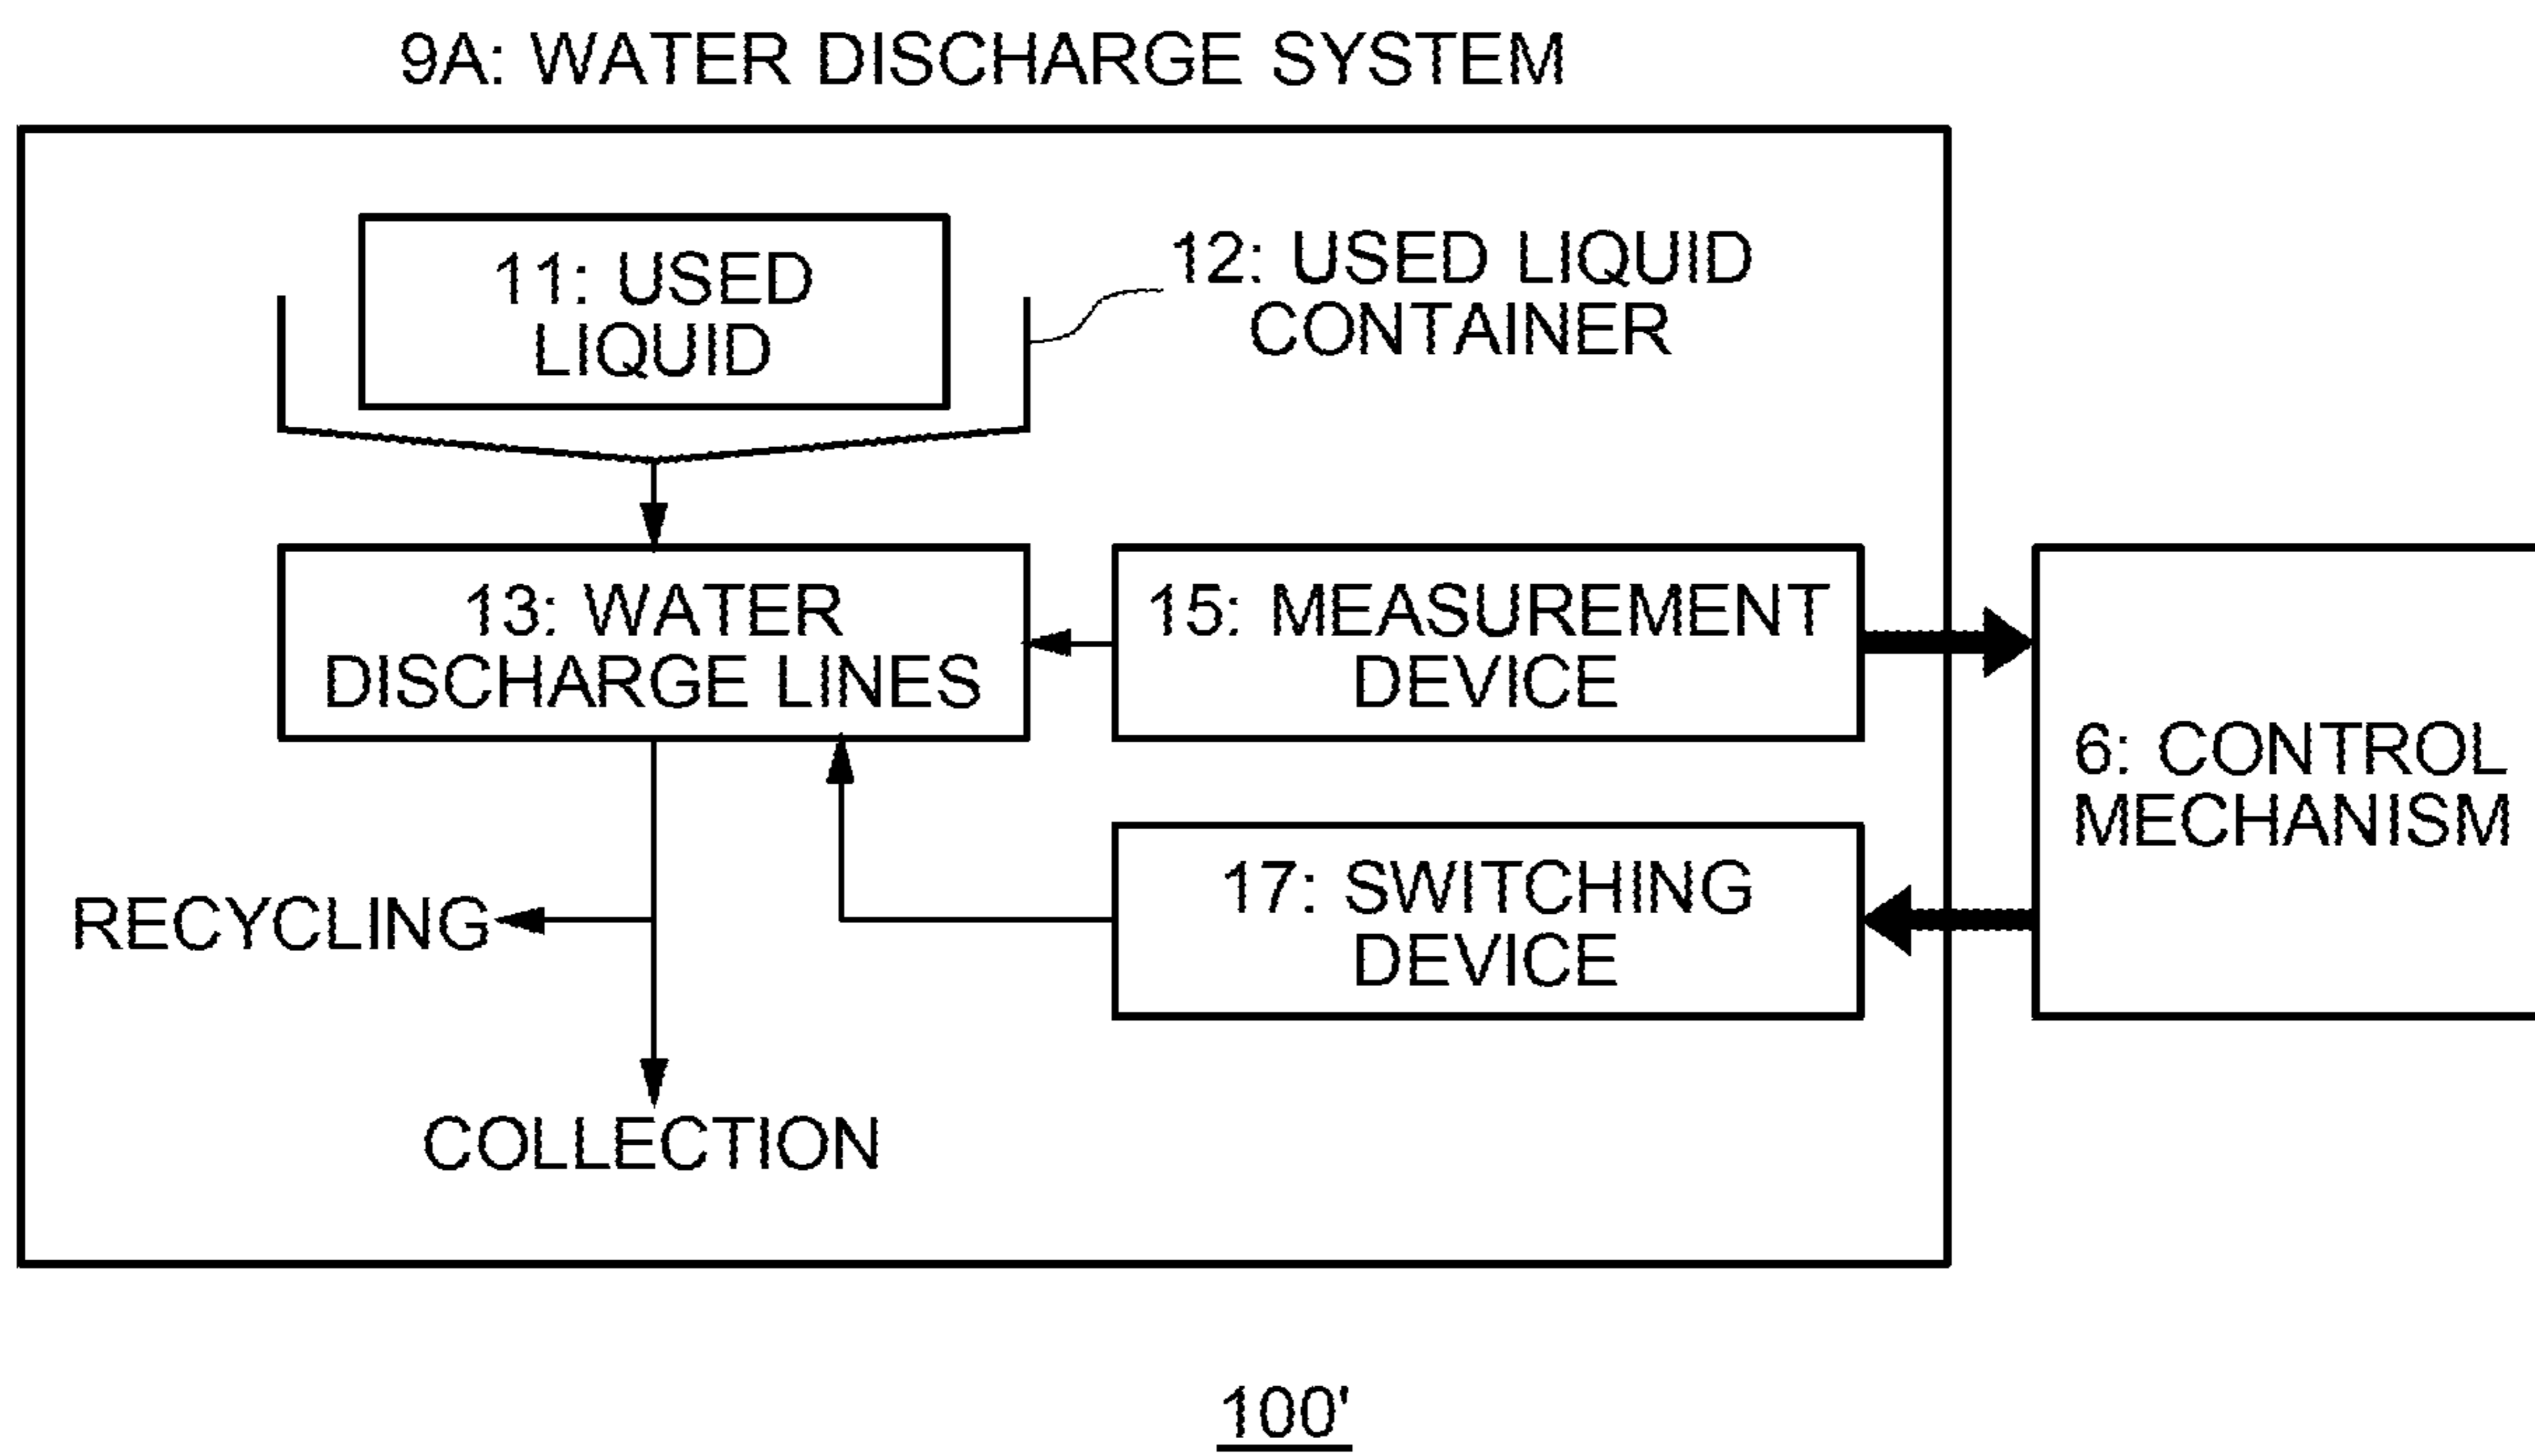 9A: WATER DISCHARGE SYSTEM
11: USED
LIQUID
12: USED LIQUID
CONTAINER
13: WATER
DISCHARGE LINES
15: MEASUREMENT
DEVICE
6: CONTROL
MECHANISM
17: SWITCHING
DEVICE
RECYCLING
COLLECTION
100'